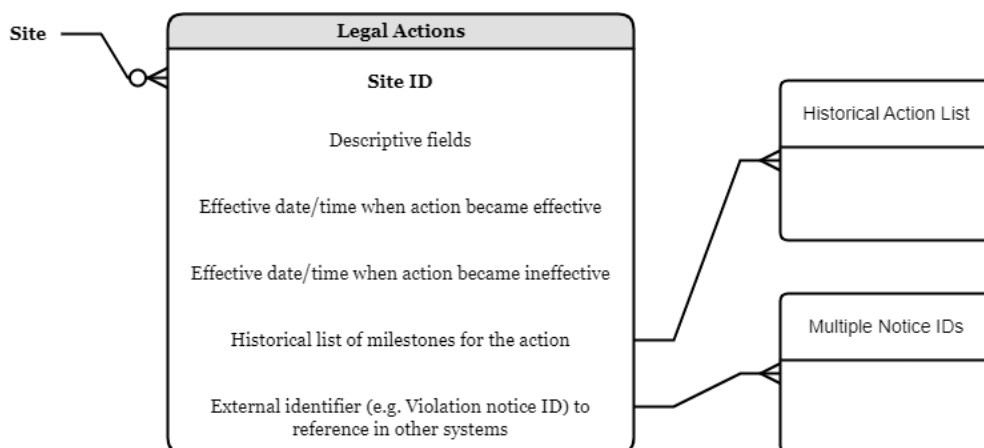 Site
Legal Actions
Site ID
Descriptive fields
Effective date/time when action became effective
Effective date/time when action became ineffective
Historical list of milestones for the action
External identifier (e.g. Violation notice ID) to
reference in other systems
Historical Action List
Multiple Notice IDs